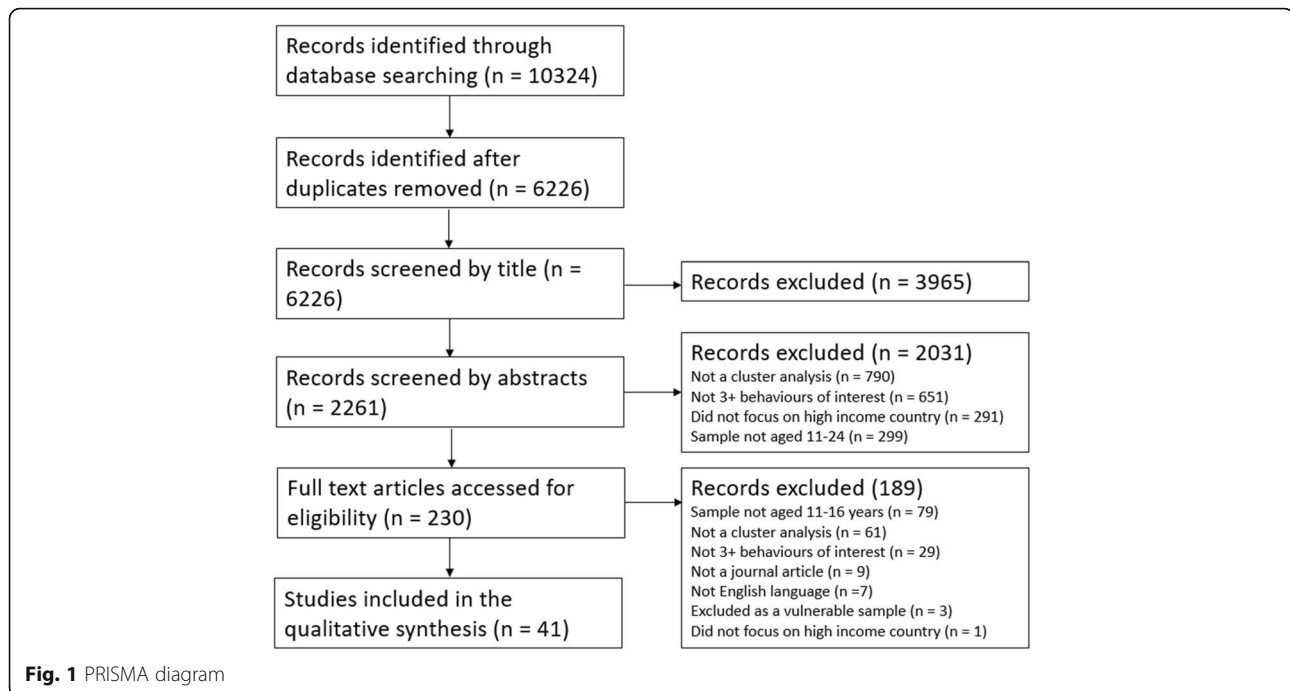 Records identified through
database searching (n = 10324)
Records identified after
duplicates removed (n = 6226)
Records screened by title (n =
6226)
Records excluded (n = 3965)
Records screened by abstracts
(n = 2261)
Records excluded (n = 2031)
Not a cluster analysis (n = 790)
Not 3+ behaviours of interest (n = 651)
Did not focus on high income country (n = 291)
Sample not aged 11-24 (n = 299)
Full text articles accessed for
eligibility (n = 230)
Records excluded (189)
Sample not aged 11-16 years (n = 79)
Not a cluster analysis (n = 61)
Not 3+ behaviours of interest (n = 29)
Not a journal article (n = 9)
Not English language (n =7)
Excluded as a vulnerable sample (n = 3)
Did not focus on high income country (n = 1)
Studies included in the
qualitative synthesis (n = 41)
Fig. 1 PRISMA diagram